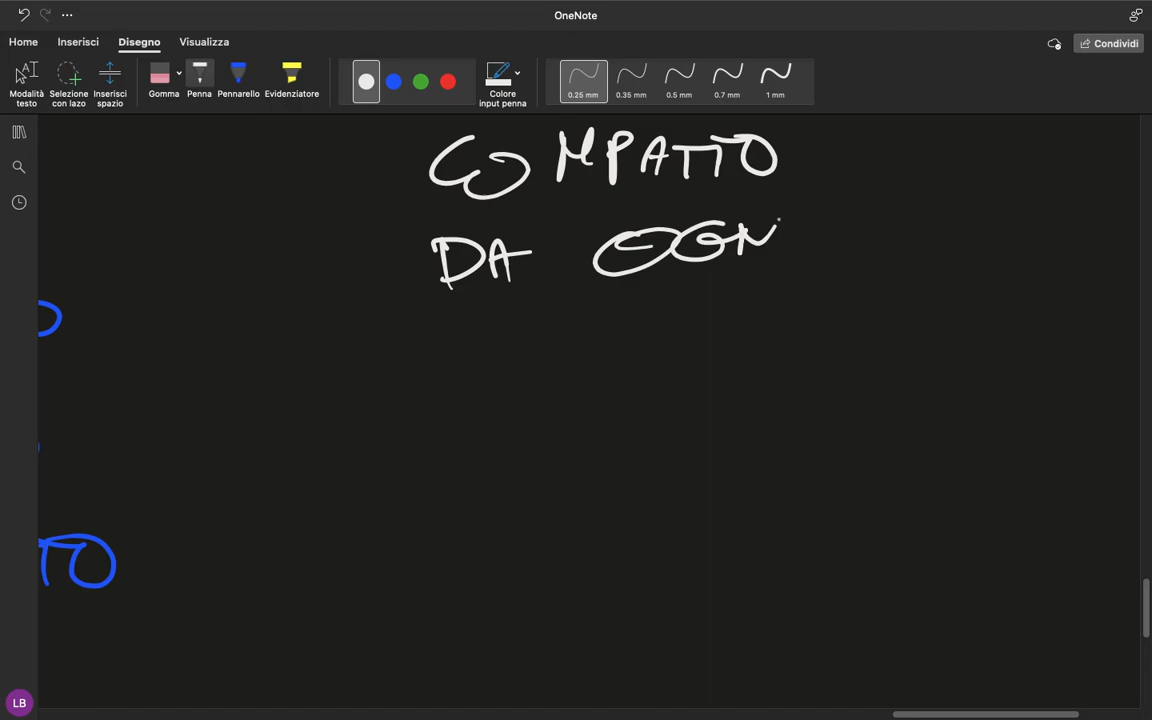 OneNote
Home Inserisci Disegno Visualizza
Condividi
Modalità testo
Selezione con lazo
Inserisci spazio
Gomma
Penna
Pennarello
Evidenziatore
Colore input penna
0.25 mm
0.35 mm
0.5 mm
0.7 mm
1 mm
COMPATTO
DA OGN
TO
LB